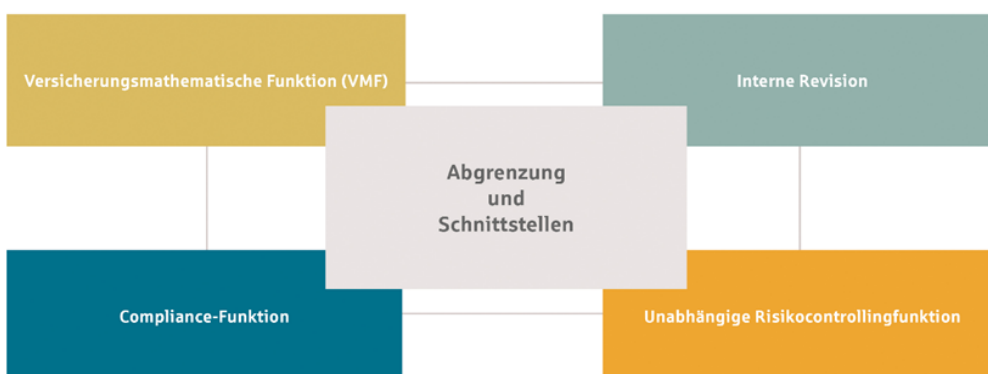 Versicherungsmathematische Funktion (VMF)
Interne Revision
Abgrenzung
und
Schnittstellen
Compliance-Funktion
Unabhängige Risikocontrollingfunktion